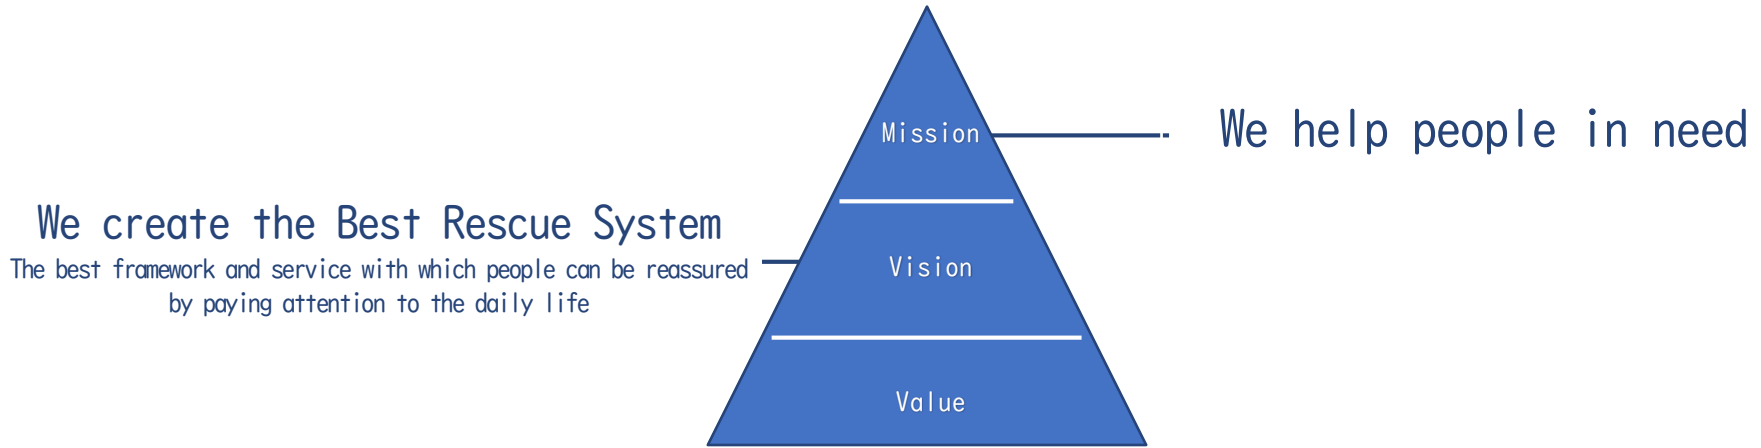 Mission
We help people in need
We create the Best Rescue System
The best framework and service with which people can be reassured
by paying attention to the daily life
Vision
Value